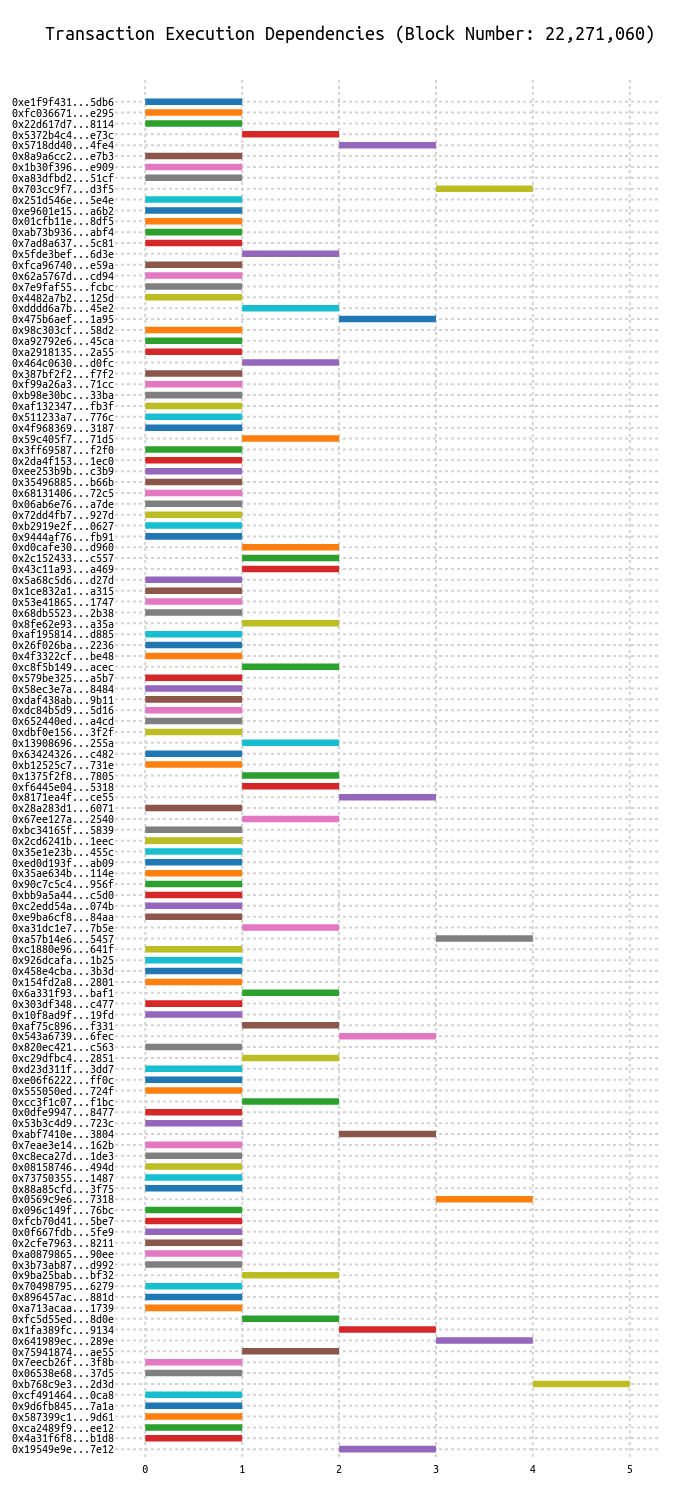 Transaction Execution Dependencies (Block Number: 22,271,060)
0xe1f9f431...5db6
0xfc036671...e295
0x22d617d7...8114
0x5372b4c4...e73c
0x5718dd40...4fe4
0x8a9a6cc2...e7b3
0x1b30f396...e909
0xa83dfbd2...51cf
0x703cc9f7...d3f5
0x251d546e...5e4e
0xe9601e15...a6b2
0x01cfb11e...8df5
0xab73b936...abf4
0x7ad8a637...5c81
0x5fde3bef...6d3e
0xfca96740...e59a
0x62a5767d...cd94
0x7e9faf55...fcbc
0x4482a7b2...125d
0xdddd6a7b...45e2
0x475b6aef...1a95
0x98c303cf...58d2
0xa92792e6...45ca
0xa2918135...2a55
0x464c0630...d0fc
0x387bf2f2...f7f2
0xf99a26a3...71cc
0xb98e30bc...33ba
0xaf132347...fb3f
0x511233a7...776c
0x4f968369...3187
0x59c405f7...71d5
0x3ff69587...f2f0
0x2da4f153...1ec0
0xee253b9b...c3b9
0x35496885...b66b
0x68131406...72c5
0x06ab6e76...a7de
0x72dd4fb7...927d
0xb2919e2f...0627
0x9444af76...fb91
0xd0cafe30...d960
0x2c152433...c557
0x43c11a93...a469
0x5a68c5d6...d27d
0x1ce832a1...a315
0x53e41865...1747
0x68db5523...2b38
0x8fe62e93...a35a
0xaf195814...d885
0x26f026ba...2236
0x4f3322cf...be48
0xc8f5b149...acec
0x579be325...a5b7
0x58ec3e7a...8484
0xdaf438ab...9b11
0xdc84b5d9...5d16
0x652440ed...a4cd
0xdbf0e156...3f2f
0x13908696...255a
0x63424326...c482
0xb12525c7...731e
0x1375f2f8...7805
0xf6445e04...5318
0x8171ea4f...ce55
0x28a283d1...6071
0x67ee127a...2540
0xbc34165f...5839
0x2cd6241b...1eec
0x35e1e23b...455c
0xed0d193f...ab09
0x35ae634b...114e
0x90c7c5c4...956f
0xbb9a5a44...c5d0
0xc2edd54a...074b
0xe9ba6cf8...84aa
0xa31dc1e7...7b5e
0xa57b14e6...5457
0xc1880e96...641f
0x926dcafa...1b25
0x458e4cba...3b3d
0x154fd2a8...2801
0x6a331f93...baf1
0x303df348...c477
0x10f8ad9f...19fd
0xaf75c896...f331
0x543a6739...6fec
0x820ec421...c563
0xc29dfbc4...2851
0xd23d311f...3dd7
0xe06f6222...ff0c
0x555050ed...724f
0xcc3f1c07...f1bc
0x0dfe9947...8477
0x53b3c4d9...723c
0xabf7410e...3804
0x7eae3e14...162b
0xc8eca27d...1de3
0x08158746...494d
0x73750355...1487
0x88a85cfd...3f75
0x0569c9e6...7318
0x096c149f...76bc
0xfcb70d41...5be7
0x0f667fdb...5fe9
0x2cfe7963...8211
0xa0879865...90ee
0x3b73ab87...d992
0x9ba25bab...bf32
0x70498795...6279
0x896457ac...881d
0xa713acaa...1739
0xfc5d55ed...8d0e
0x1fa389fc...9134
0x641989ec...289e
0x75941874...ae55
0x7eecb26f...3f8b
0x06538e68...37d5
0xb768c9e3...2d3d
0xcf491464...0ca8
0x9d6fb845...7a1a
0x587399c1...9d61
0xca2489f9...ee12
0x4a31f6f8...b1d8
0x19549e9e...7e12
0 1 2 3 4 5